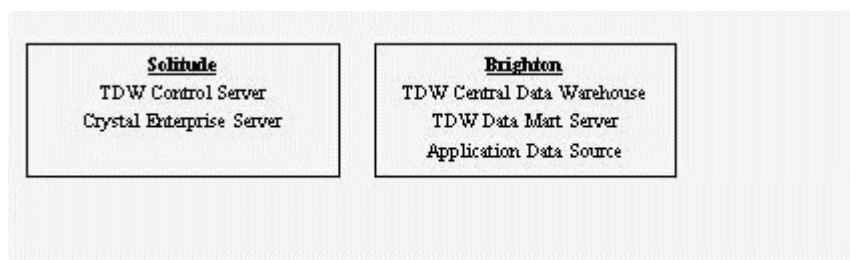 Solitude
TDW Control Server
Crystal Enterprise Server
Brighton
TDW Central Data Warehouse
TDW Data Mart Server
Application Data Source